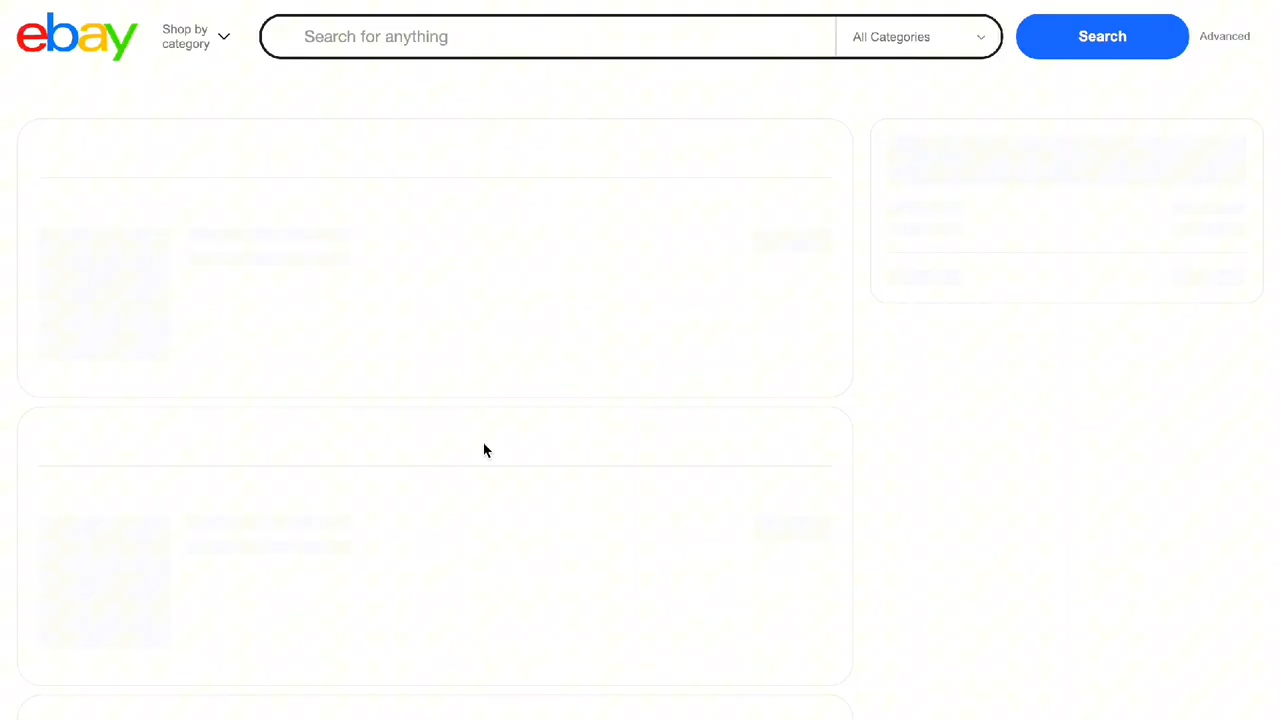 ebay
Shop by
category
Search for anything
All Categories
Search
Advanced